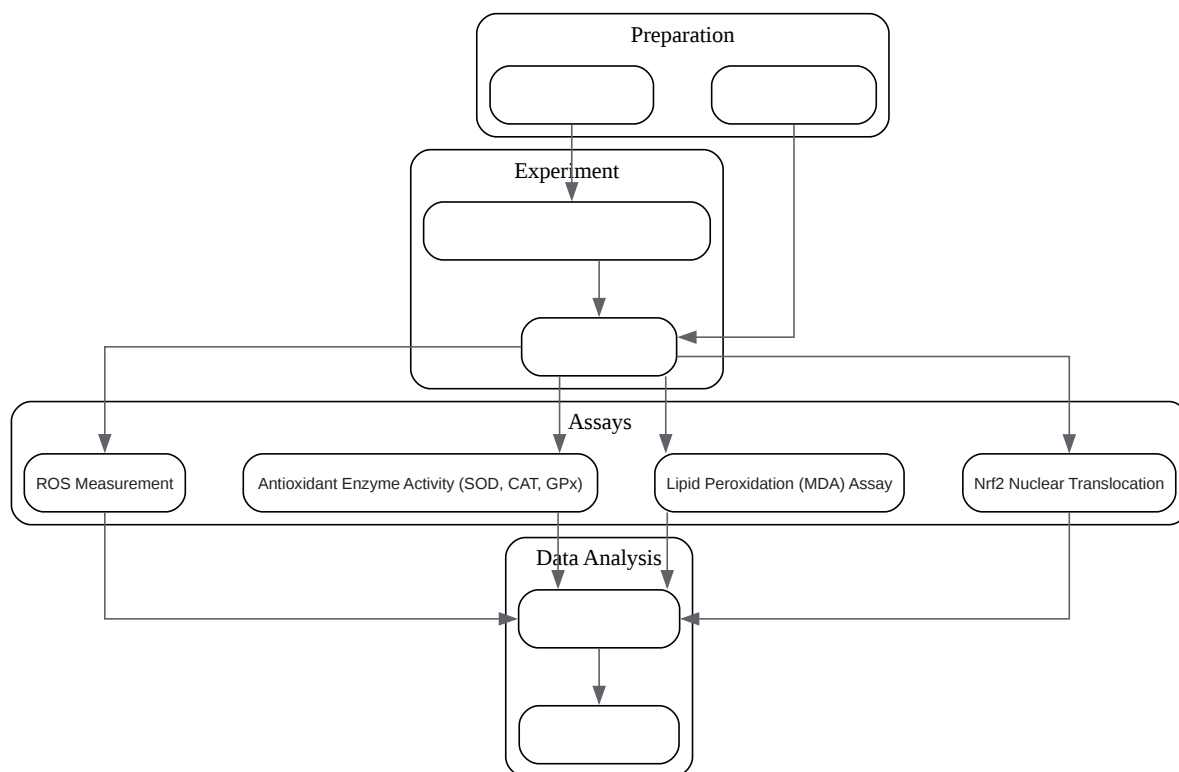 Preparation
Experiment
Assays
ROS Measurement
Antioxidant Enzyme Activity (SOD, CAT, GPx)
Lipid Peroxidation (MDA) Assay
Nrf2 Nuclear Translocation
Data Analysis